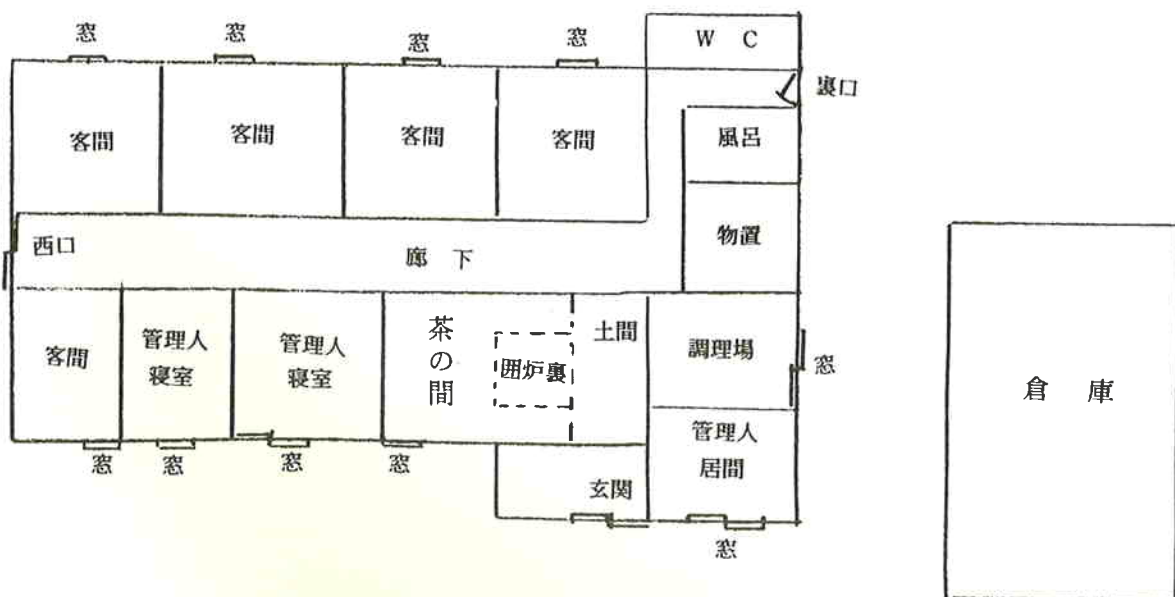 窓
窓
窓
窓
W C
裏口
客間
客間
客間
客間
風呂
物置
西口
廊 下
客間
管理人
寝室
管理人
寝室
茶の間
囲炉裏
土間
調理場
窓
倉 庫
管理人
居間
玄関
窓
窓
窓
窓
窓